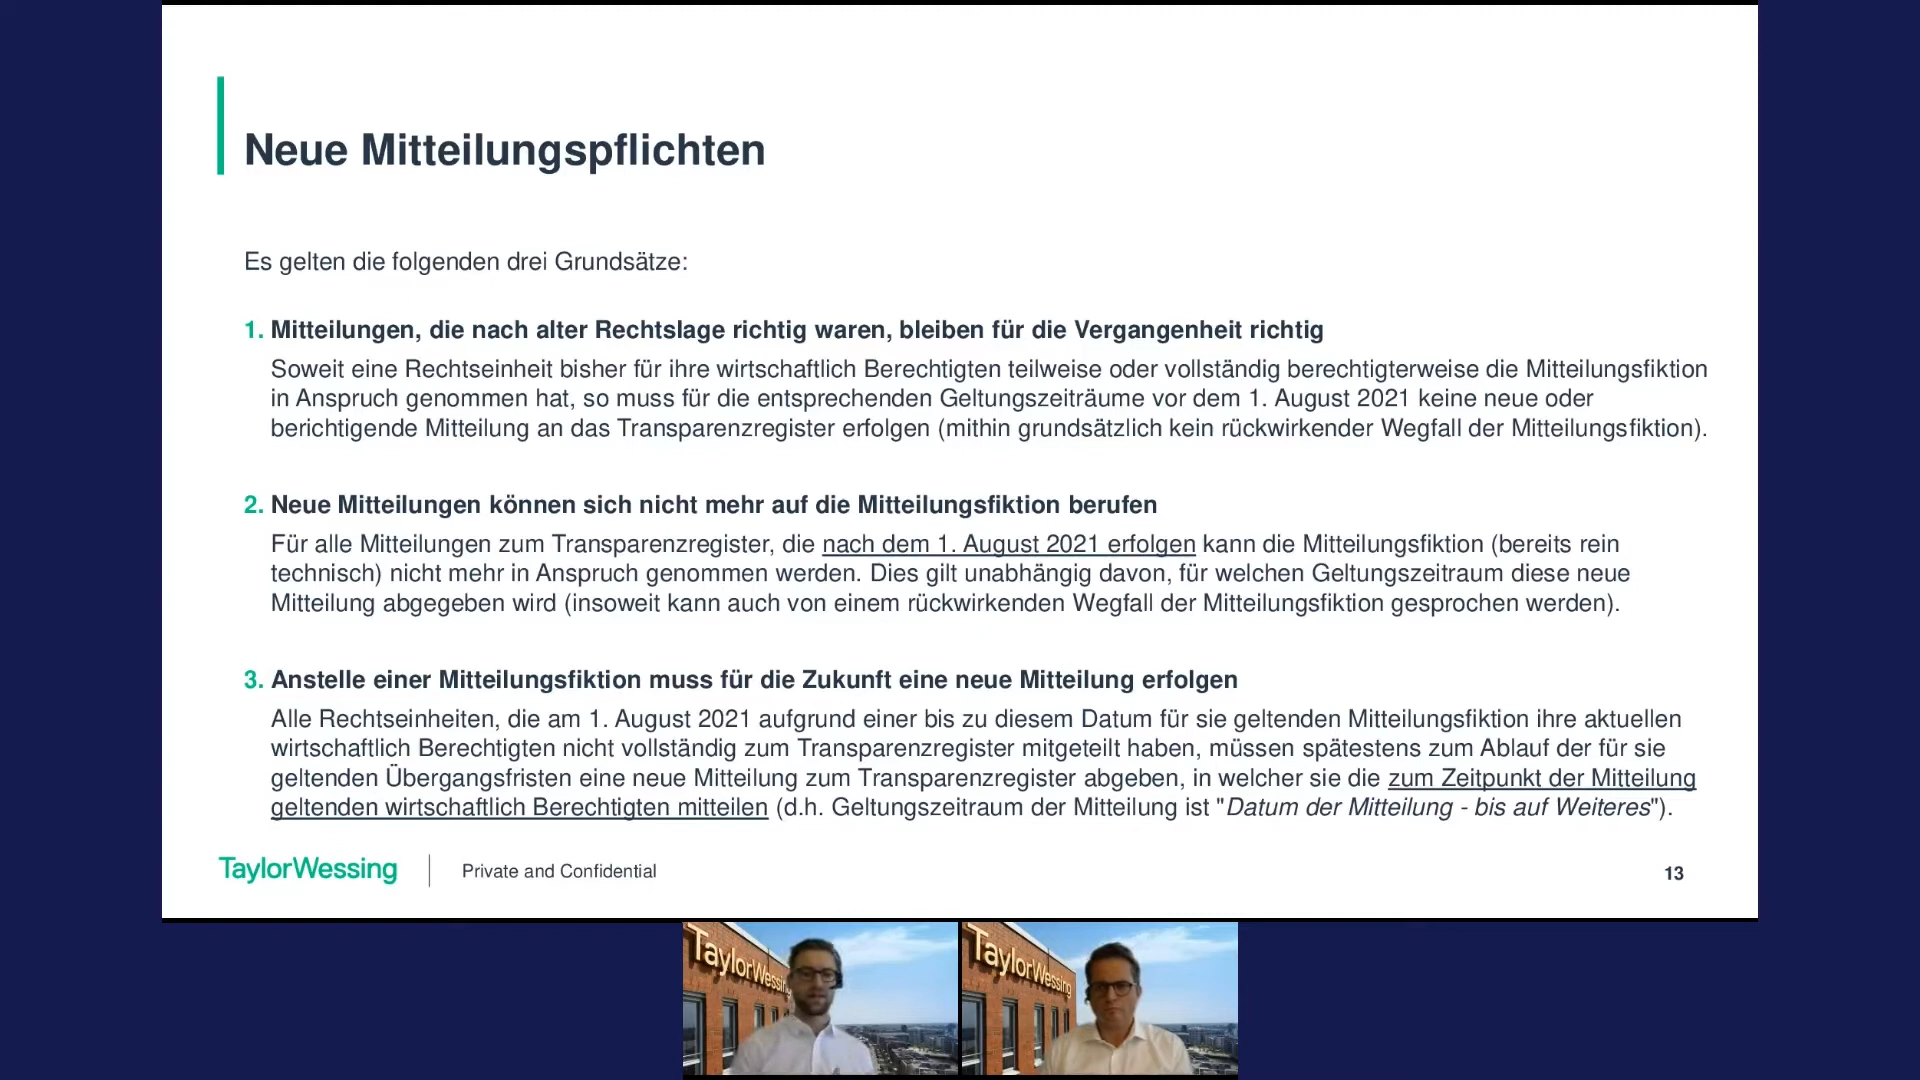 Neue Mitteilungspflichten
Es gelten die folgenden drei Grundsätze:
1. Mitteilungen, die nach alter Rechtslage richtig waren, bleiben für die Vergangenheit richtig
Soweit eine Rechtseinheit bisher für ihre wirtschaftlich Berechtigten teilweise oder vollständig berechtigterweise die Mitteilungsfiktion
in Anspruch genommen hat, so muss für die entsprechenden Geltungszeiträume vor dem 1. August 2021 keine neue oder
berichtigende Mitteilung an das Transparenzregister erfolgen (mithin grundsätzlich kein rückwirkender Wegfall der Mitteilungsfiktion).
2. Neue Mitteilungen können sich nicht mehr auf die Mitteilungsfiktion berufen
Für alle Mitteilungen zum Transparenzregister, die nach dem 1. August 2021 erfolgen kann die Mitteilungsfiktion (bereits rein
technisch) nicht mehr in Anspruch genommen werden. Dies gilt unabhängig davon, für welchen Geltungszeitraum diese neue
Mitteilung abgegeben wird (insoweit kann auch von einem rückwirkenden Wegfall der Mitteilungsfiktion gesprochen werden).
3. Anstelle einer Mitteilungsfiktion muss für die Zukunft eine neue Mitteilung erfolgen
Alle Rechtseinheiten, die am 1. August 2021 aufgrund einer bis zu diesem Datum für sie geltenden Mitteilungsfiktion ihre aktuellen
wirtschaftlich Berechtigten nicht vollständig zum Transparenzregister mitgeteilt haben, müssen spätestens zum Ablauf der für sie
geltenden Übergangsfristen eine neue Mitteilung zum Transparenzregister abgeben, in welcher sie die zum Zeitpunkt der Mitteilung
geltenden wirtschaftlich Berechtigten mitteilen (d.h. Geltungszeitraum der Mitteilung ist "Datum der Mitteilung - bis auf Weiteres").
TaylorWessing
Private and Confidential
13
TaylorWessing
TaylorWessing